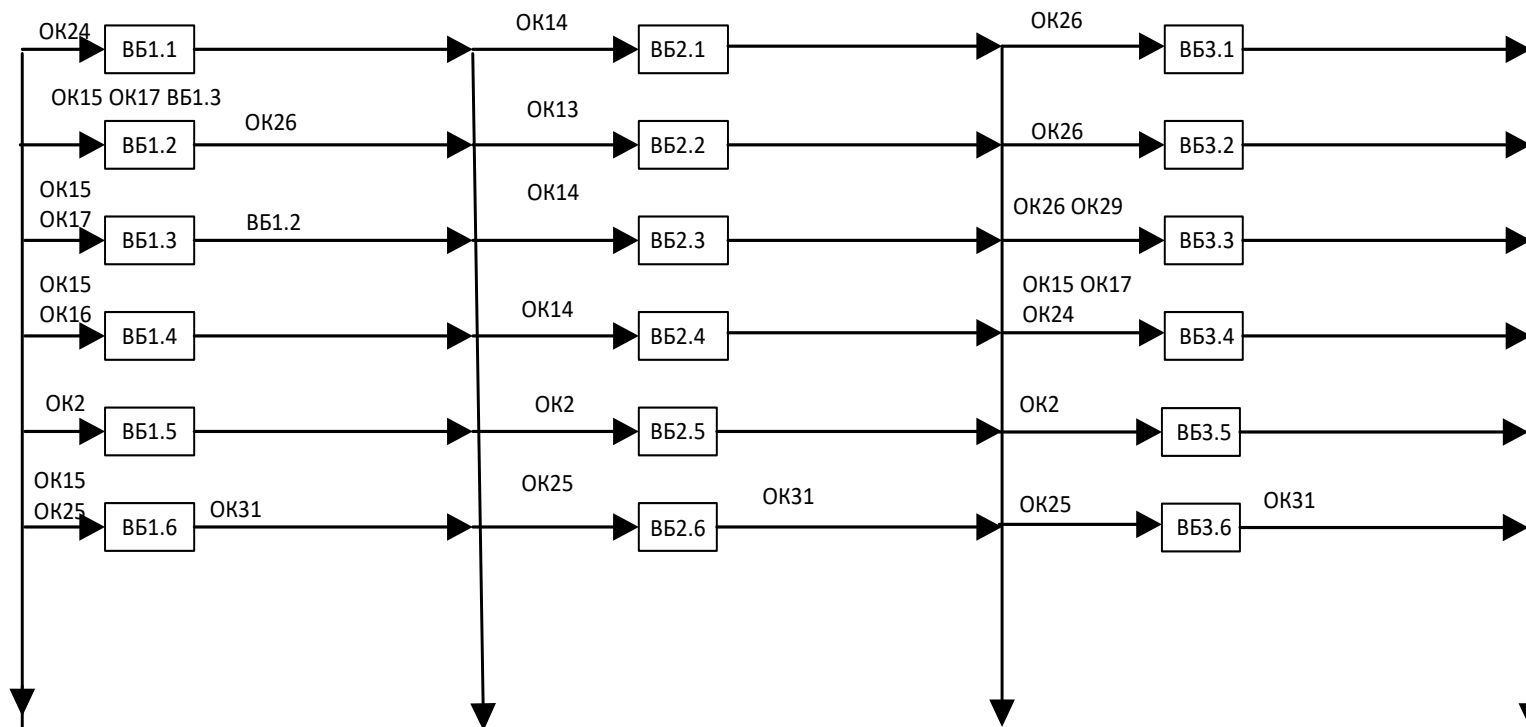 ОК24
ВБ1.1
ОК14
ВБ2.1
ОК26
ВБ3.1
ОК15 ОК17 ВБ1.3
ВБ1.2
ОК26
ОК13
ВБ2.2
ОК26
ВБ3.2
ОК15
ОК17
ВБ1.3
ВБ1.2
ОК14
ВБ2.3
ОК26 ОК29
ВБ3.3
ОК15
ОК16
ВБ1.4
ОК14
ВБ2.4
ОК15 ОК17
ОК24
ВБ3.4
ОК2
ВБ1.5
ОК2
ВБ2.5
ОК2
ВБ3.5
ОК15
ОК25
ВБ1.6
ОК31
ОК25
ВБ2.6
ОК31
ОК25
ВБ3.6
ОК31